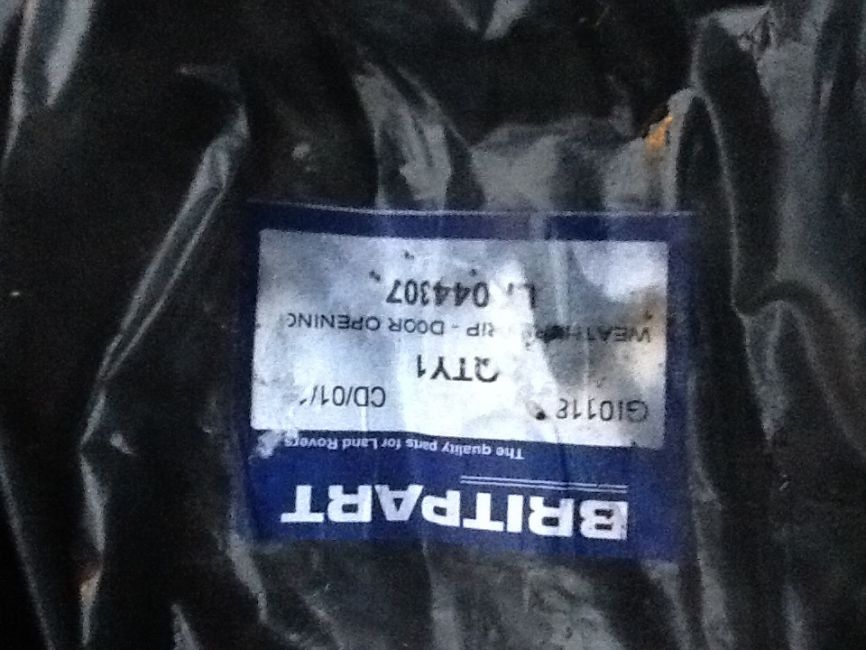 BRITPART
The quality parts for Land Rovers
GI0118 CD/01/
QTY1
DOOR OPENING
044307